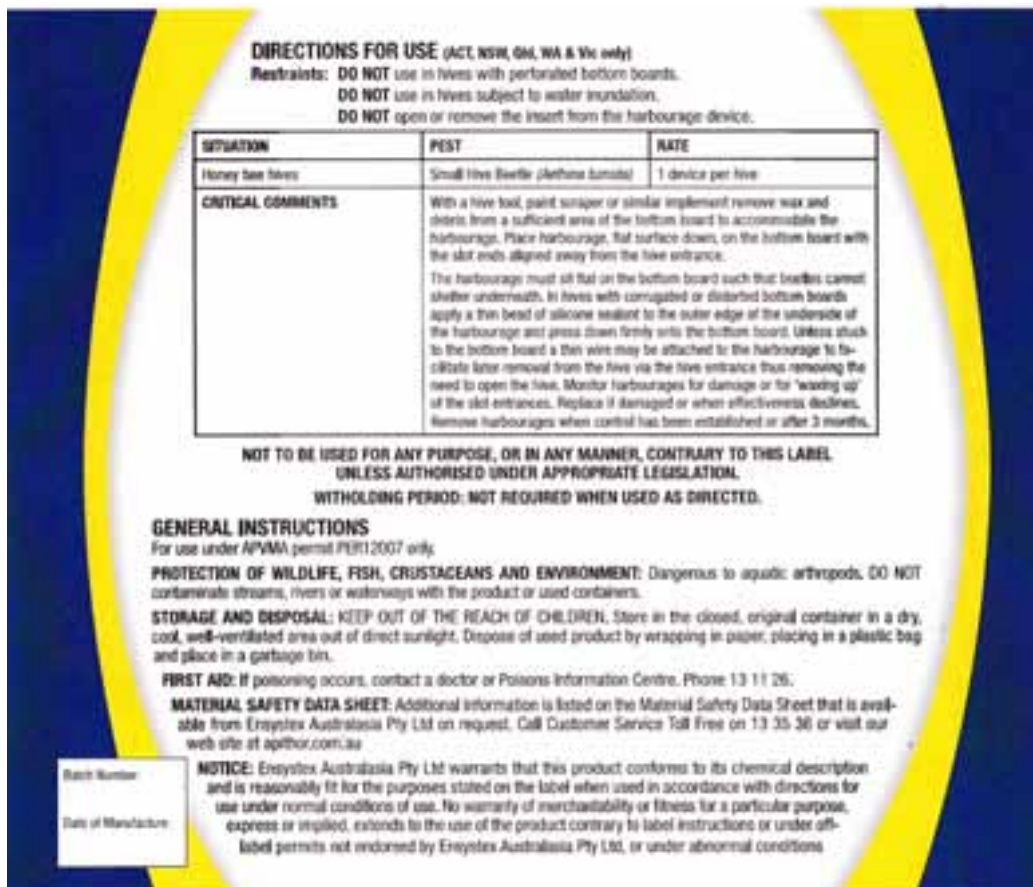 DIRECTIONS FOR USE (ACT, NSW, Qld, WA & Vic only)
Restraints: DO NOT use in hives with perforated bottom boards.
DO NOT use in hives subject to water inundation.
DO NOT open or remove the insert from the harbourage device.
SITUATION PEST RATE
Honey bee hives Small Hive Beetle (Aethina tumida) 1 device per hive
CRITICAL COMMENTS With a hive tool, paint scraper or similar implement remove wax and
debris from a sufficient area of the bottom board to accommodate the
harbourage. Place harbourage, flat surface down, on the bottom board with
the slot ends aligned away from the hive entrance.
The harbourage must sit flat on the bottom board such that beetles cannot
shelter underneath. In hives with corrugated or distorted bottom boards
apply a thin bead of silicone sealant to the outer edge of the underside of
the harbourage and press down firmly onto the bottom board. Unless stuck
to the bottom board a thin wire may be attached to the harbourage to fa-
cilitate later removal from the hive via the hive entrance thus removing the
need to open the hive. Monitor harbourages for damage or for 'waxing up'
of the slot entrances. Replace if damaged or when effectiveness declines.
Remove harbourages when control has been established or after 3 months.
NOT TO BE USED FOR ANY PURPOSE, OR IN ANY MANNER, CONTRARY TO THIS LABEL
UNLESS AUTHORISED UNDER APPROPRIATE LEGISLATION.
WITHOLDING PERIOD: NOT REQUIRED WHEN USED AS DIRECTED.
GENERAL INSTRUCTIONS
For use under APVMA permit PER12007 only.
PROTECTION OF WILDLIFE, FISH, CRUSTACEANS AND ENVIRONMENT: Dangerous to aquatic arthropods. DO NOT
contaminate streams, rivers or waterways with the product or used containers.
STORAGE AND DISPOSAL: KEEP OUT OF THE REACH OF CHILDREN. Store in the closed, original container in a dry,
cool, well-ventilated area out of direct sunlight. Dispose of used product by wrapping in paper, placing in a plastic bag
and place in a garbage bin.
FIRST AID: If poisoning occurs, contact a doctor or Poisons Information Centre. Phone 13 11 26.
MATERIAL SAFETY DATA SHEET: Additional information is listed on the Material Safety Data Sheet that is avail-
able from Ensystex Australasia Pty Ltd on request. Call Customer Service Toll Free on 13 35 36 or visit our
web site at apithor.com.au
NOTICE: Ensystex Australasia Pty Ltd warrants that this product conforms to its chemical description
and is reasonably fit for the purposes stated on the label when used in accordance with directions for
use under normal conditions of use. No warranty of merchantability or fitness for a particular purpose,
express or implied, extends to the use of the product contrary to label instructions or under off-
label permits not endorsed by Ensystex Australasia Pty Ltd, or under abnormal conditions
Batch Number
Date of Manufacture